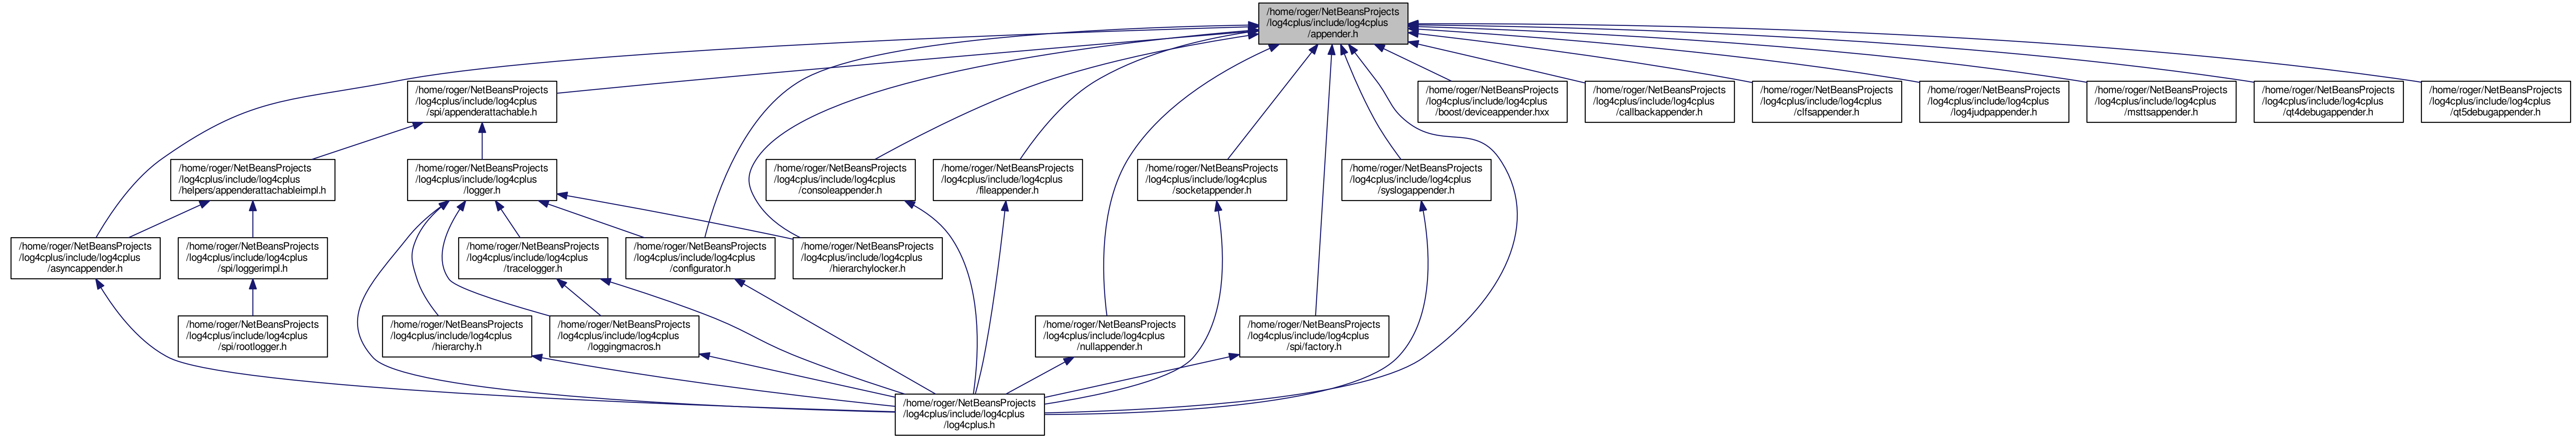 /home/roger/NetBeansProjects
/log4cplus/include/log4cplus
/appender.h
/home/roger/NetBeansProjects
/log4cplus/include/log4cplus
/spi/appenderattachable.h
/home/roger/NetBeansProjects
/log4cplus/include/log4cplus
/boost/deviceappender.hxx
/home/roger/NetBeansProjects
/log4cplus/include/log4cplus
/callbackappender.h
/home/roger/NetBeansProjects
/log4cplus/include/log4cplus
/clfsappender.h
/home/roger/NetBeansProjects
/log4cplus/include/log4cplus
/log4judpappender.h
/home/roger/NetBeansProjects
/log4cplus/include/log4cplus
/msttsappender.h
/home/roger/NetBeansProjects
/log4cplus/include/log4cplus
/qt4debugappender.h
/home/roger/NetBeansProjects
/log4cplus/include/log4cplus
/qt5debugappender.h
/home/roger/NetBeansProjects
/log4cplus/include/log4cplus
/helpers/appenderattachableimpl.h
/home/roger/NetBeansProjects
/log4cplus/include/log4cplus
/logger.h
/home/roger/NetBeansProjects
/log4cplus/include/log4cplus
/consoleappender.h
/home/roger/NetBeansProjects
/log4cplus/include/log4cplus
/fileappender.h
/home/roger/NetBeansProjects
/log4cplus/include/log4cplus
/socketappender.h
/home/roger/NetBeansProjects
/log4cplus/include/log4cplus
/syslogappender.h
/home/roger/NetBeansProjects
/log4cplus/include/log4cplus
/asyncappender.h
/home/roger/NetBeansProjects
/log4cplus/include/log4cplus
/spi/loggerimpl.h
/home/roger/NetBeansProjects
/log4cplus/include/log4cplus
/tracelogger.h
/home/roger/NetBeansProjects
/log4cplus/include/log4cplus
/configurator.h
/home/roger/NetBeansProjects
/log4cplus/include/log4cplus
/hierarchylocker.h
/home/roger/NetBeansProjects
/log4cplus/include/log4cplus
/spi/rootlogger.h
/home/roger/NetBeansProjects
/log4cplus/include/log4cplus
/hierarchy.h
/home/roger/NetBeansProjects
/log4cplus/include/log4cplus
/loggingmacros.h
/home/roger/NetBeansProjects
/log4cplus/include/log4cplus
/nullappender.h
/home/roger/NetBeansProjects
/log4cplus/include/log4cplus
/spi/factory.h
/home/roger/NetBeansProjects
/log4cplus/include/log4cplus
/log4cplus.h